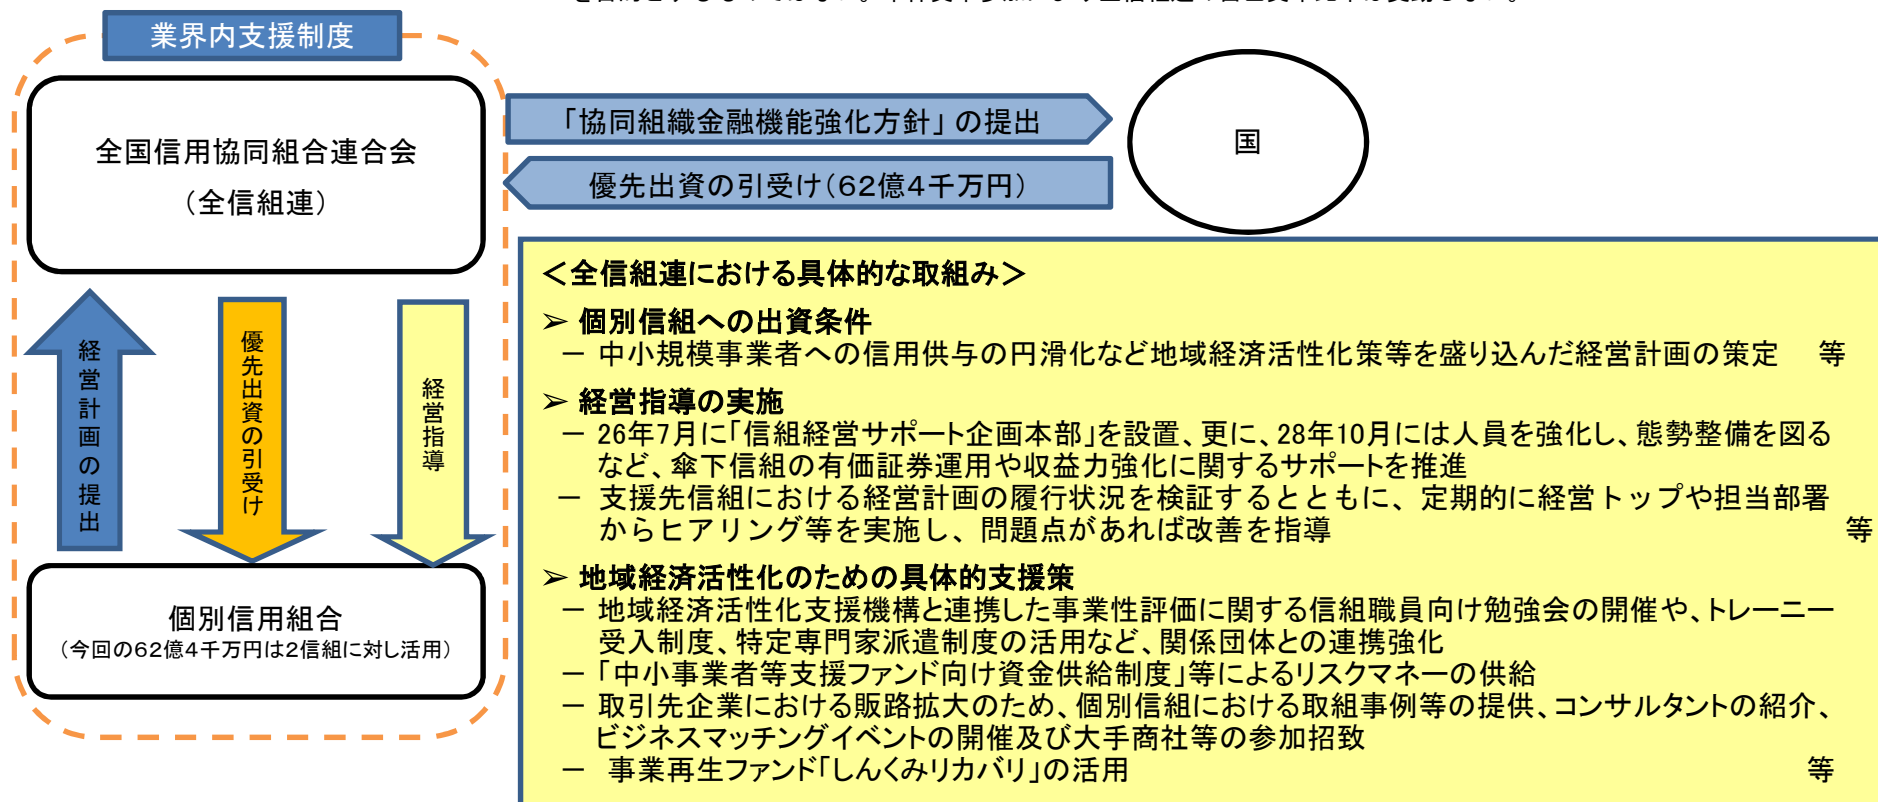 業界内支援制度
全国信用協同組合連合会
(全信組連)
「協同組織金融機能強化方針」の提出
優先出資の引受け(62億4千万円)
国
経営計画の提出
優先出資の引受け
経営指導
個別信用組合
(今回の62億4千万円は2信組に対し活用)
<全信組連における具体的な取組み>
➢ 個別信組への出資条件
- 中小規模事業者への信用供与の円滑化など地域経済活性化策等を盛り込んだ経営計画の策定 等
➢ 経営指導の実施
- 26年7月に「信組経営サポート企画本部」を設置、更に、28年10月には人員を強化し、態勢整備を図る
など、傘下信組の有価証券運用や収益力強化に関するサポートを推進
- 支援先信組における経営計画の履行状況を検証するとともに、定期的に経営トップや担当部署
からヒアリング等を実施し、問題点があれば改善を指導 等
➢ 地域経済活性化のための具体的支援策
- 地域経済活性化支援機構と連携した事業性評価に関する信組職員向け勉強会の開催や、トレーニー
受入制度、特定専門家派遣制度の活用など、関係団体との連携強化
- 「中小事業者等支援ファンド向け資金供給制度」等によるリスクマネーの供給
- 取引先企業における販路拡大のため、個別信組における取組事例等の提供、コンサルタントの紹介、
ビジネスマッチングイベントの開催及び大手商社等の参加招致
- 事業再生ファンド「しんくみリカバリ」の活用 等